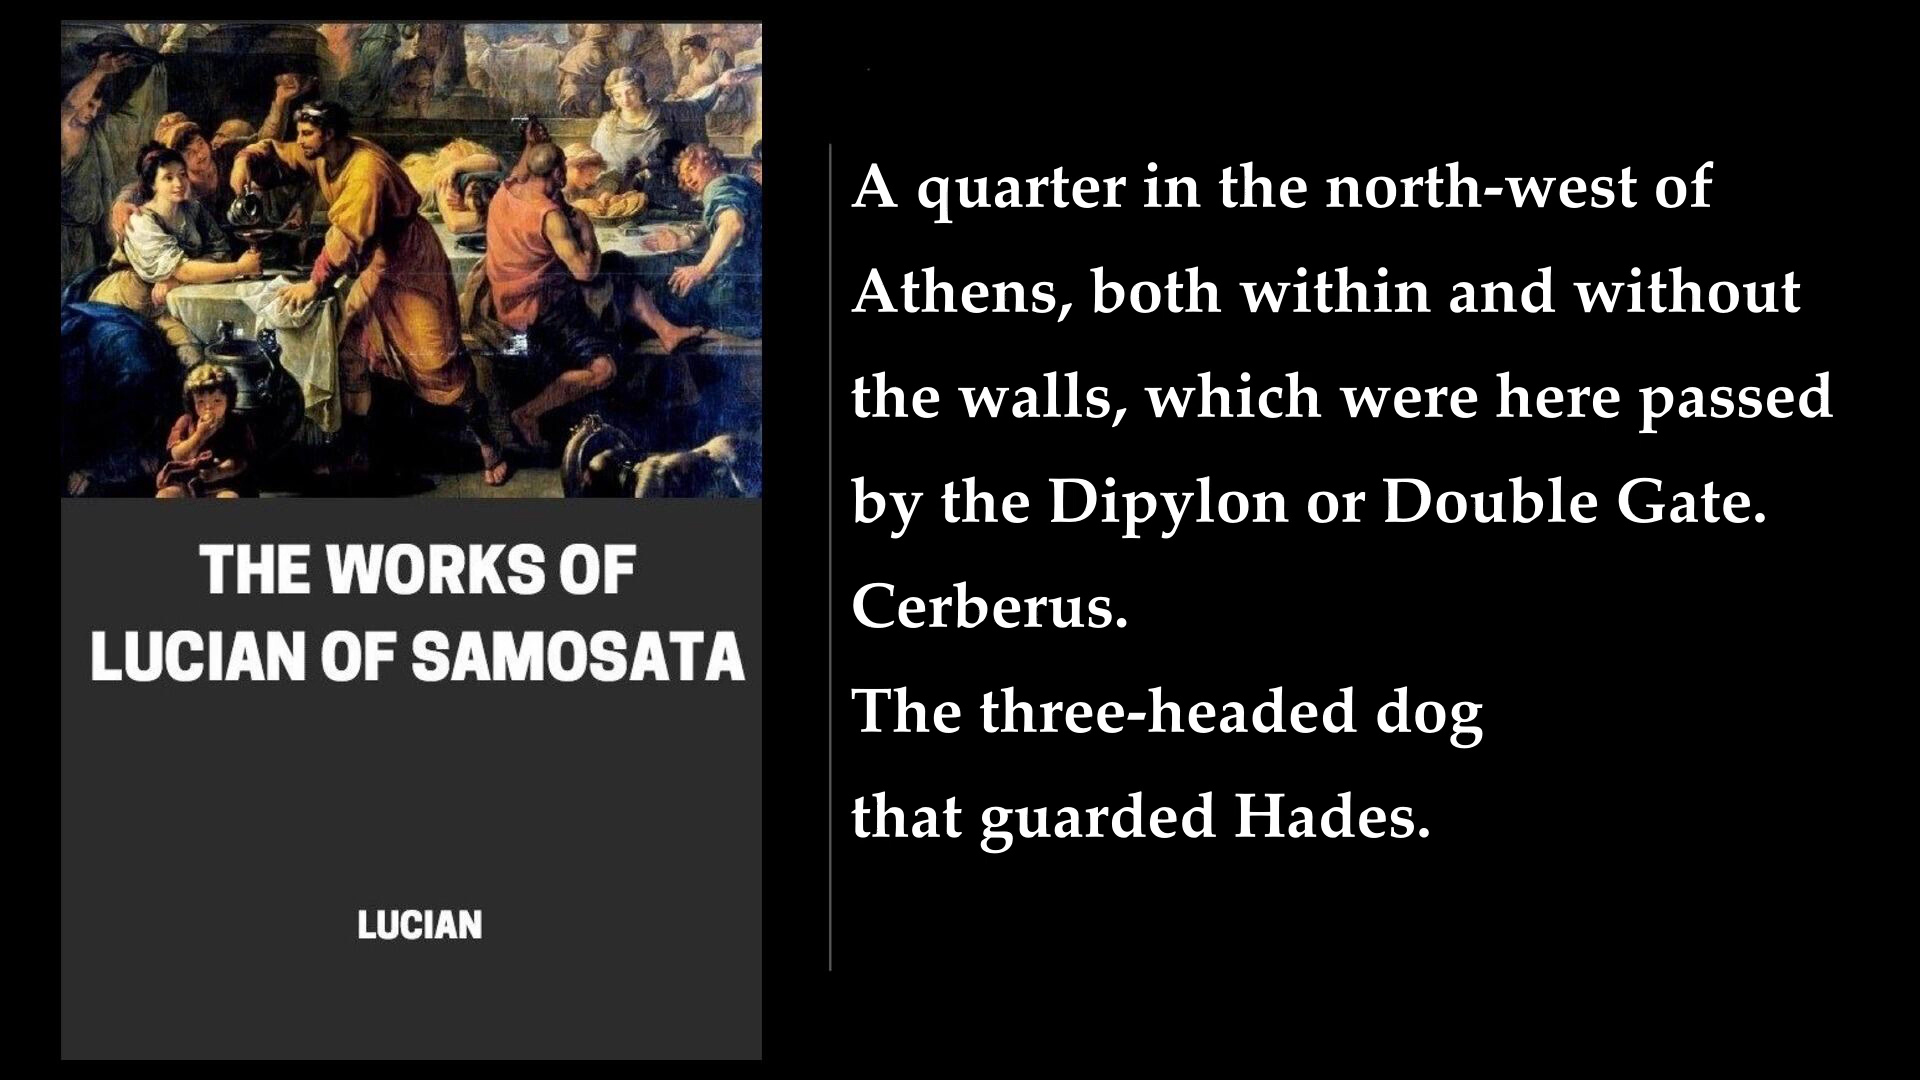 THE WORKS OF
LUCIAN OF SAMOSATA
LUCIAN
A quarter in the north-west of
Athens, both within and without
the walls, which were here passed
by the Dipylon or Double Gate.
Cerberus.
The three-headed dog
that guarded Hades.